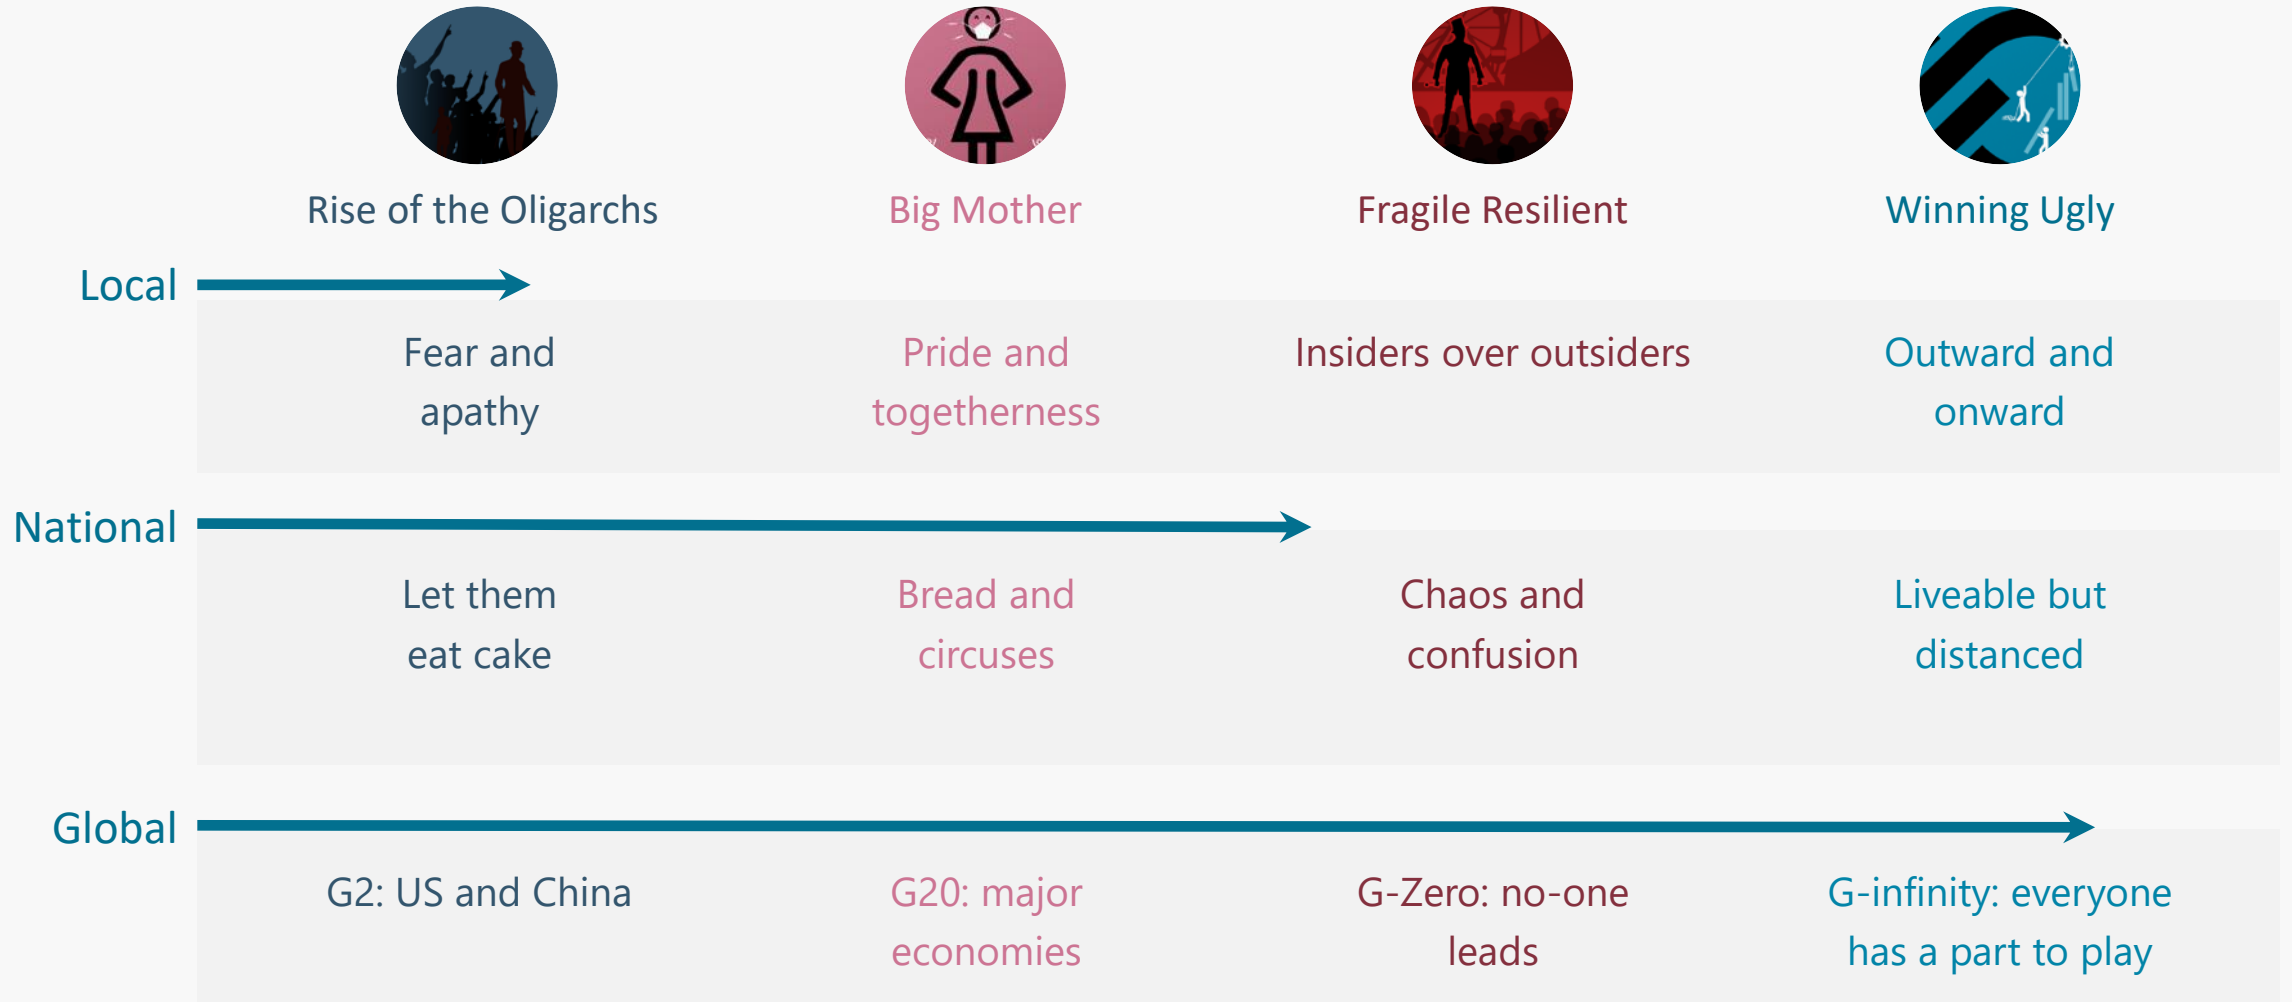 Rise of the Oligarchs
Big Mother
Fragile Resilient
Winning Ugly
Local
Fear and
apathy
Pride and
togetherness
Insiders over outsiders
Outward and
onward
National
Let them
eat cake
Bread and
circuses
Chaos and
confusion
Liveable but
distanced
Global
G2: US and China
G20: major
economies
G-Zero: no-one
leads
G-infinity: everyone
has a part to play